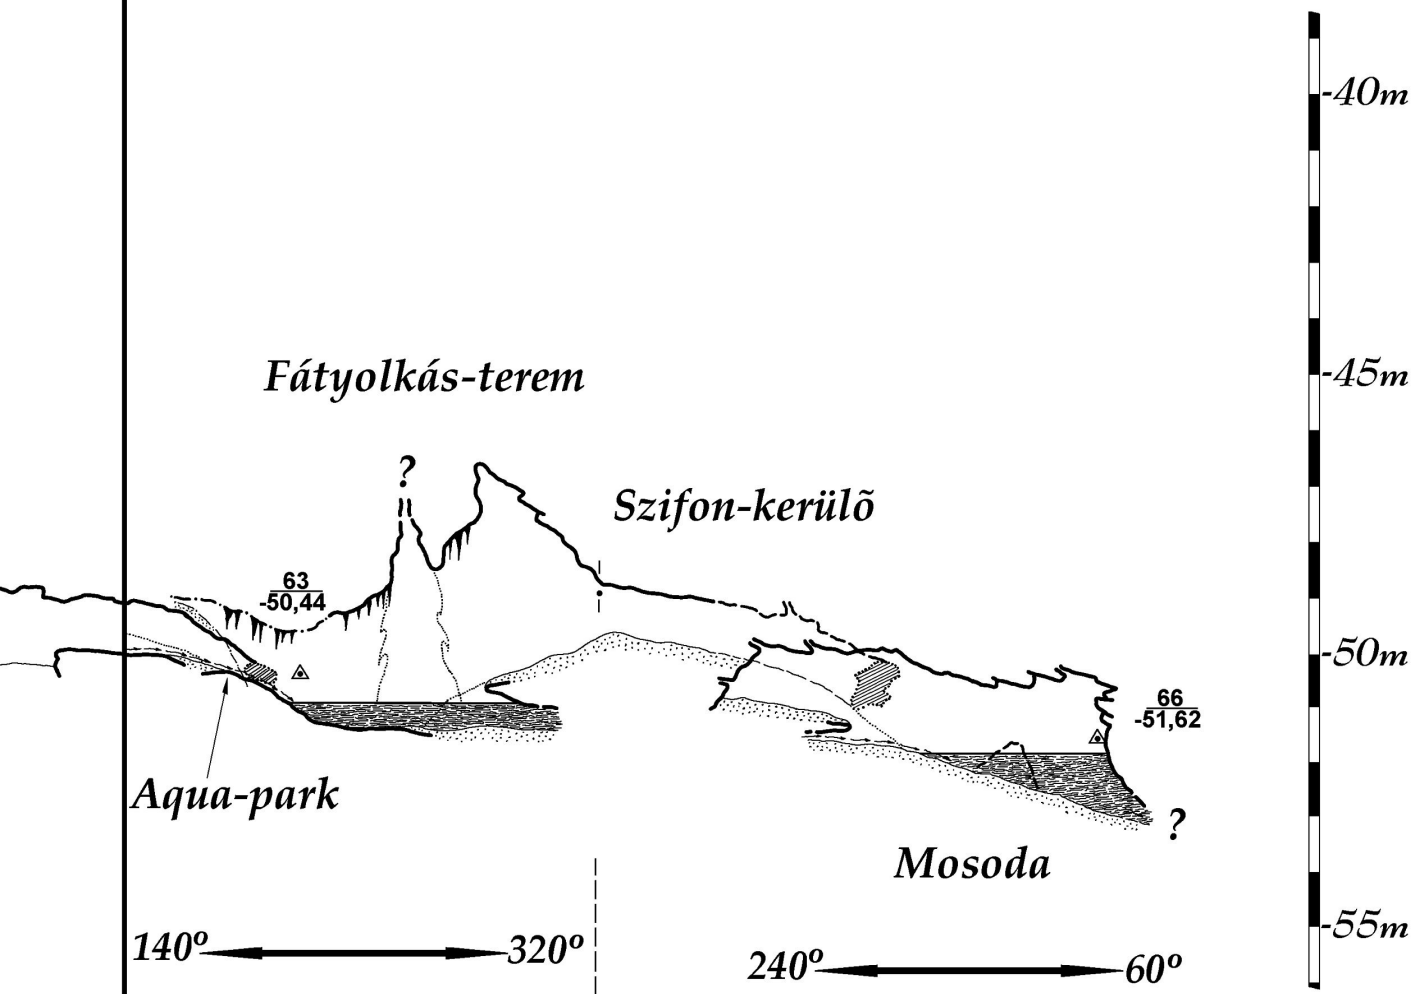 -40m
-45m
Fátyolkás-terem
?
Szifon-kerülõ
63
-50,44
-50m
66
-51,62
Aqua-park
?
Mosoda
-55m
140º
320º
240º
60º